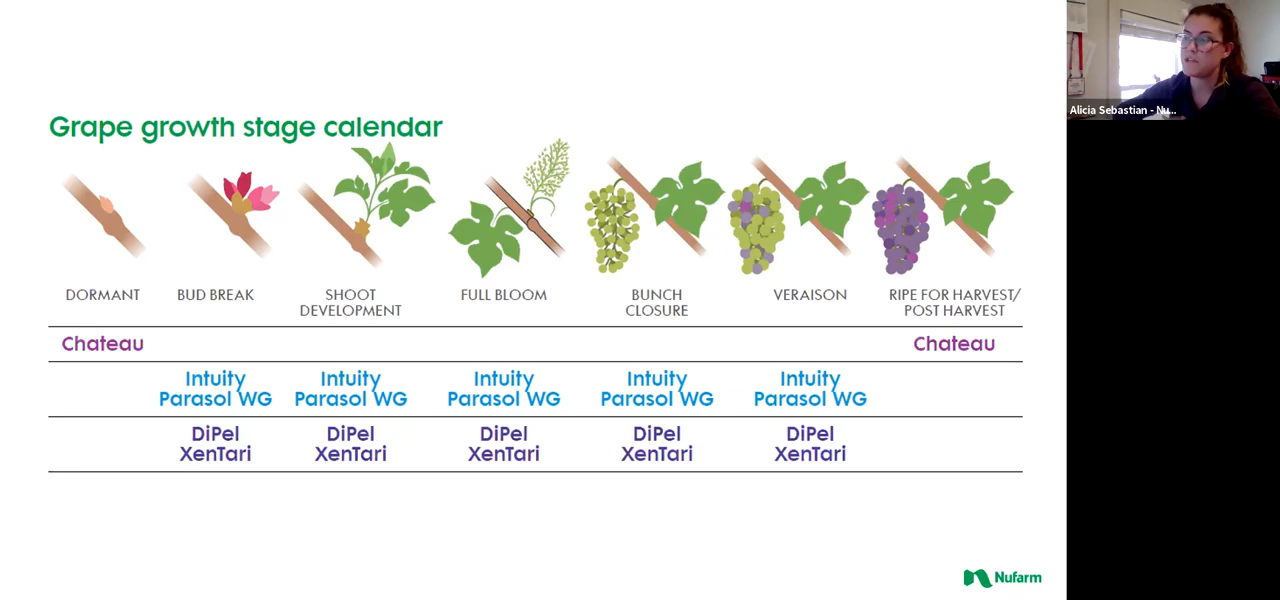 Grape growth stage calendar
DORMANT
BUD BREAK
SHOOT
DEVELOPMENT
FULL BLOOM
BUNCH
CLOSURE
VERAISON
RIPE FOR HARVEST/
POST HARVEST
Chateau Chateau
Intuity Intuity Intuity Intuity Intuity
Parasol WG Parasol WG Parasol WG Parasol WG Parasol WG
DiPel DiPel DiPel DiPel DiPel
XenTari XenTari XenTari XenTari XenTari
Nufarm
Alicia Sebastian - Nu...